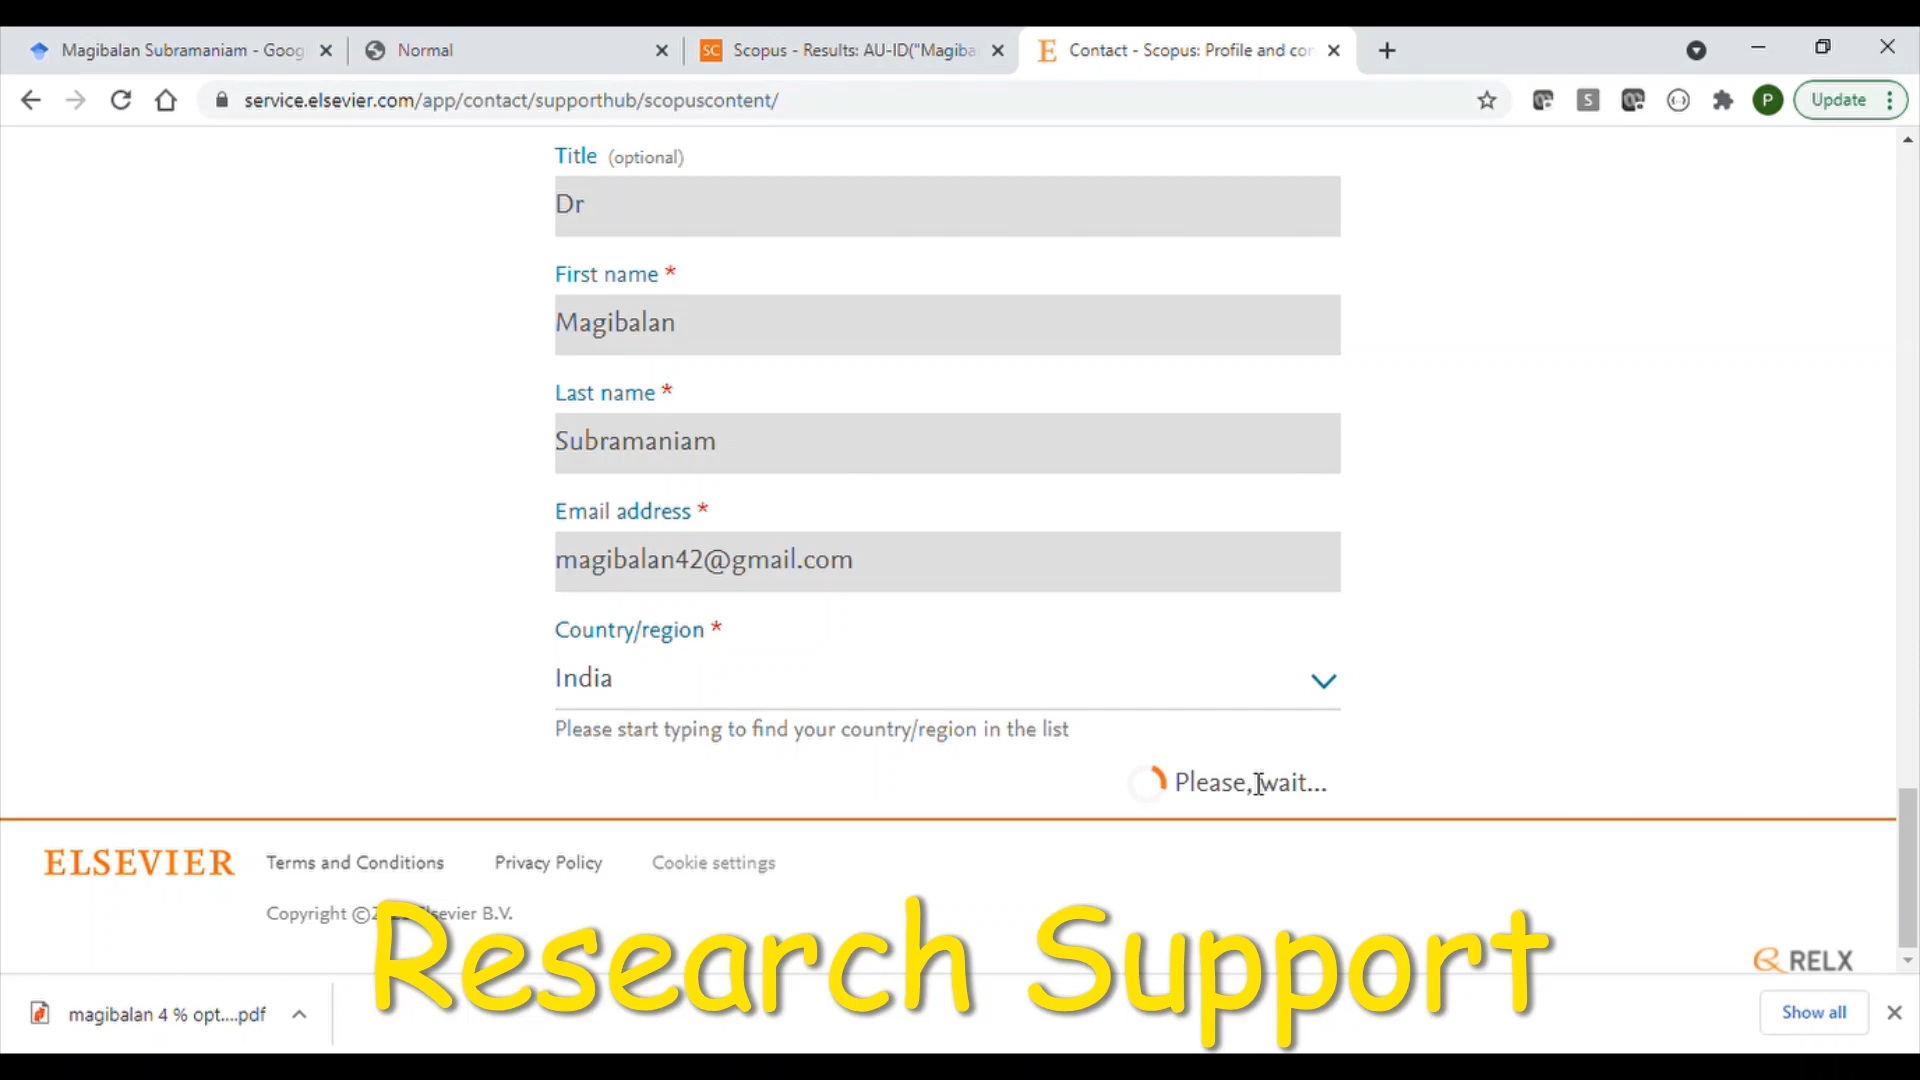 Magibalan Subramaniam - Goog
Normal
SC Scopus - Results: AU-ID("Magiba
E Contact - Scopus: Profile and con
service.elsevier.com/app/contact/supporthub/scopuscontent/
S
P
Update
Title (optional)
Dr
First name *
Magibalan
Last name *
Subramaniam
Email address *
magibalan42@gmail.com
Country/region *
India
Please start typing to find your country/region in the list
Please, wait...
ELSEVIER
Terms and Conditions
Privacy Policy
Cookie settings
Copyright © Elsevier B.V.
Research Support
RELX
magibalan 4 % opt....pdf
Show all